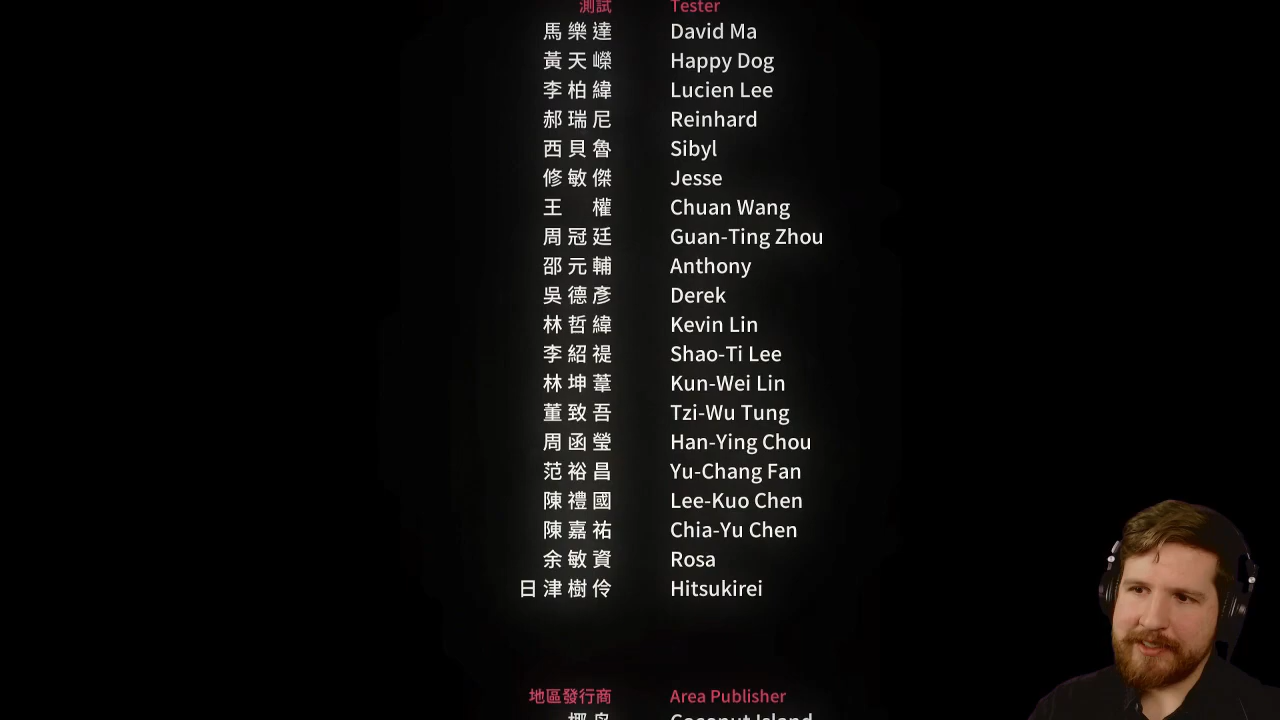 測試 Tester
馬樂達 David Ma
黃天嶸 Happy Dog
李柏緯 Lucien Lee
郝瑞尼 Reinhard
西貝魯 Sibyl
修敏傑 Jesse
王 權 Chuan Wang
周冠廷 Guan-Ting Zhou
邵元輔 Anthony
吳德彥 Derek
林哲緯 Kevin Lin
李紹禔 Shao-Ti Lee
林坤葦 Kun-Wei Lin
董致吾 Tzi-Wu Tung
周函瑩 Han-Ying Chou
范裕昌 Yu-Chang Fan
陳禮國 Lee-Kuo Chen
陳嘉祐 Chia-Yu Chen
余敏資 Rosa
日津樹伶 Hitsukirei
地區發行商 Area Publisher
椰島 Coconut Island